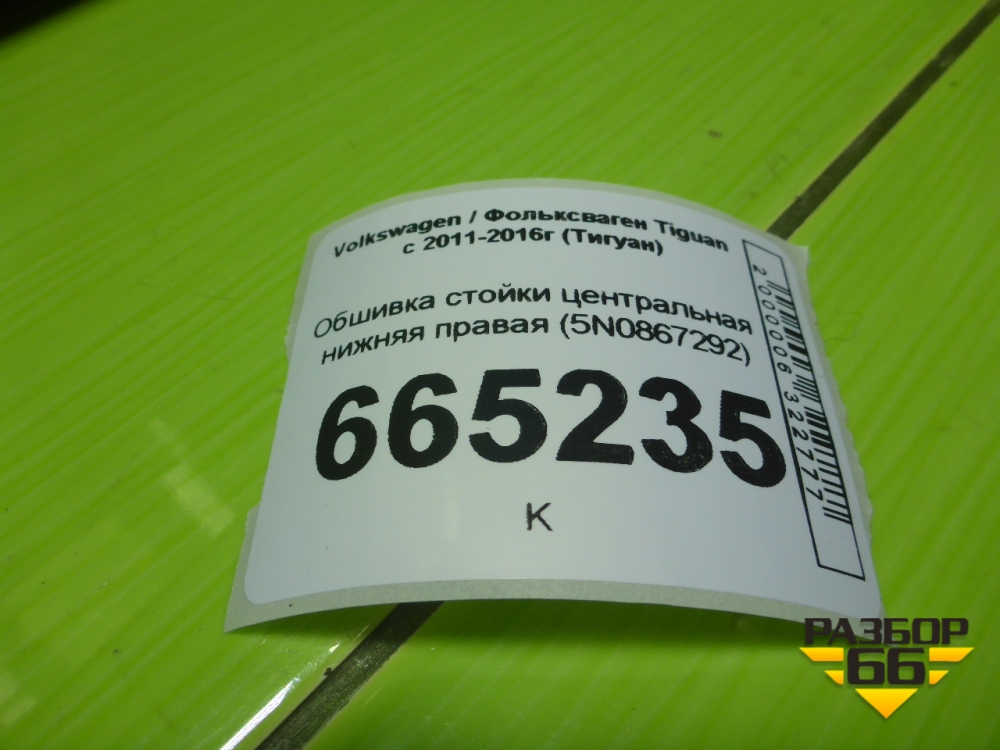 Volkswagen / Фольксваген Tiguan
с 2011-2016г (Тигуан)
Обшивка стойки центральная
нижняя правая (5N0867292)
665235
К
2000006322777
РАЗБОР
66